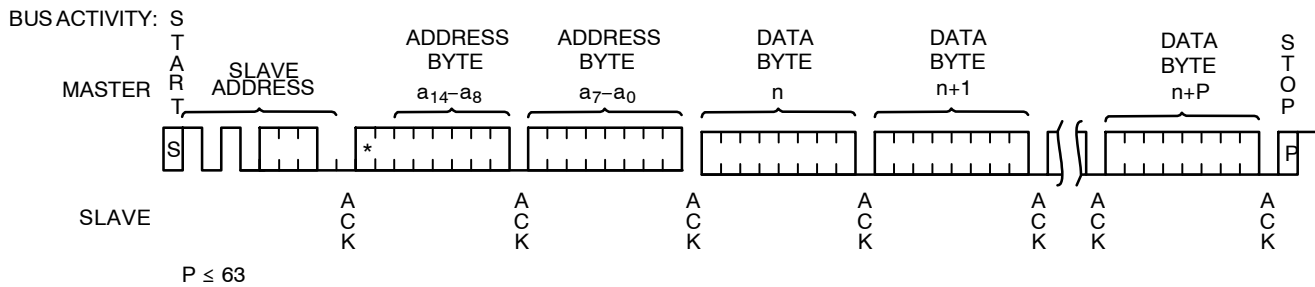 BUS ACTIVITY:
START
MASTER
SLAVE
ADDRESS
ADDRESS
BYTE
a14−a8
ADDRESS
BYTE
a7−a0
DATA
BYTE
n
DATA
BYTE
n+1
DATA
BYTE
n+P
STOP
S
*
P
SLAVE
ACK
ACK
ACK
ACK
ACK
ACK
ACK
P ≤ 63